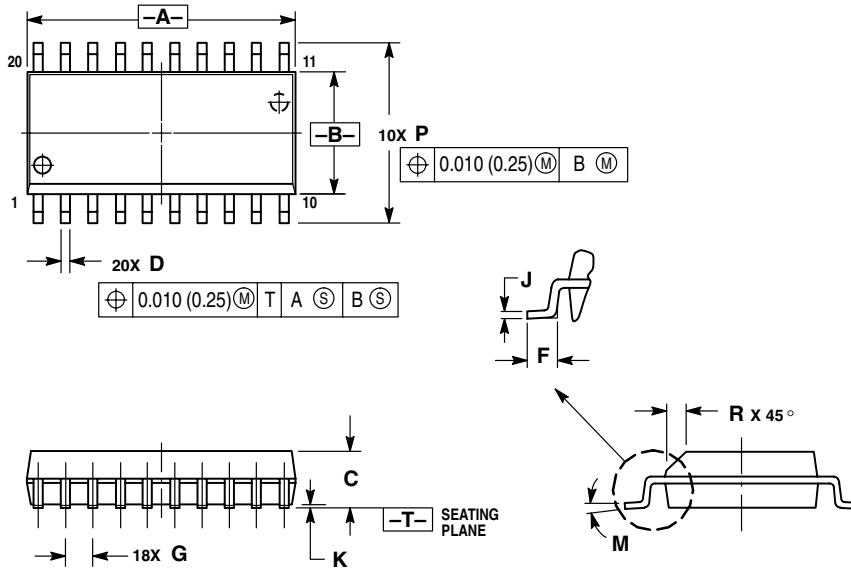 –A–
20 11
–B–
10X P
⌖ 0.010 (0.25) Ⓜ B Ⓜ
1 10
20X D
⌖ 0.010 (0.25) Ⓜ T A Ⓢ B Ⓢ
J
F
R X 45°
C
–T– SEATING PLANE
K
M
18X G